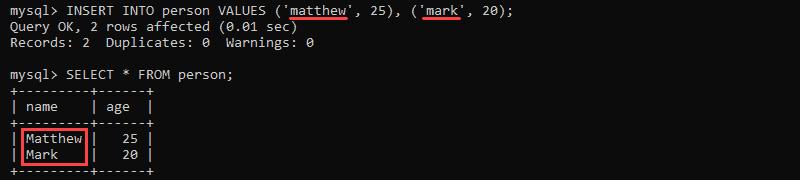 mysql> INSERT INTO person VALUES ('matthew', 25), ('mark', 20);
Query OK, 2 rows affected (0.01 sec)
Records: 2  Duplicates: 0  Warnings: 0

mysql> SELECT * FROM person;
+---------+------+
| name    | age  |
+---------+------+
| Matthew |   25 |
| Mark    |   20 |
+---------+------+